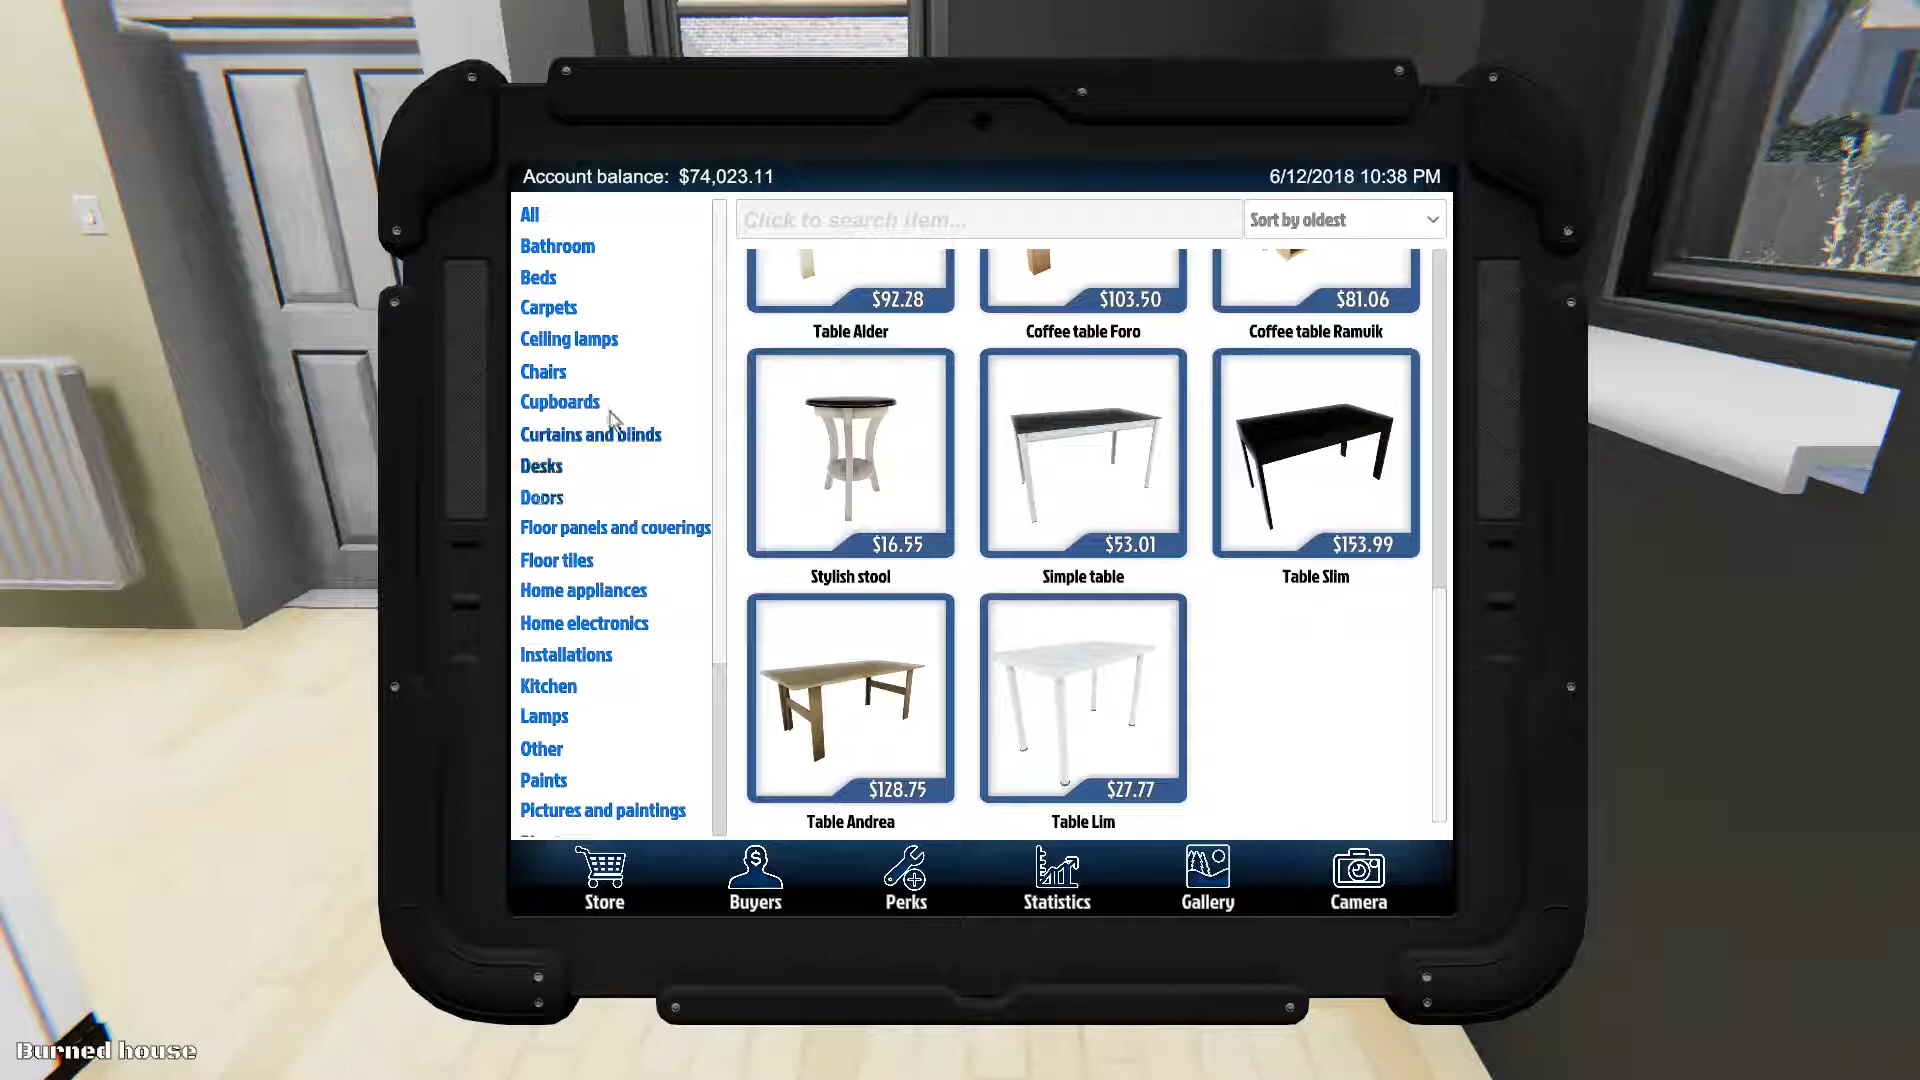 Account balance: $74,023.11
6/12/2018 10:38 PM
All
Bathroom
Beds
Carpets
Ceiling lamps
Chairs
Cupboards
Curtains and blinds
Desks
Doors
Floor panels and coverings
Floor tiles
Home appliances
Home electronics
Installations
Kitchen
Lamps
Other
Paints
Pictures and paintings
Click to search item...
Sort by oldest
$92.28
$103.50
$81.06
Table Alder
Coffee table Foro
Coffee table Ramvik
$16.55
$53.01
$153.99
Stylish stool
Simple table
Table Slim
$128.75
$27.77
Table Andrea
Table Lim
Store
Buyers
Perks
Statistics
Gallery
Camera
Burned house